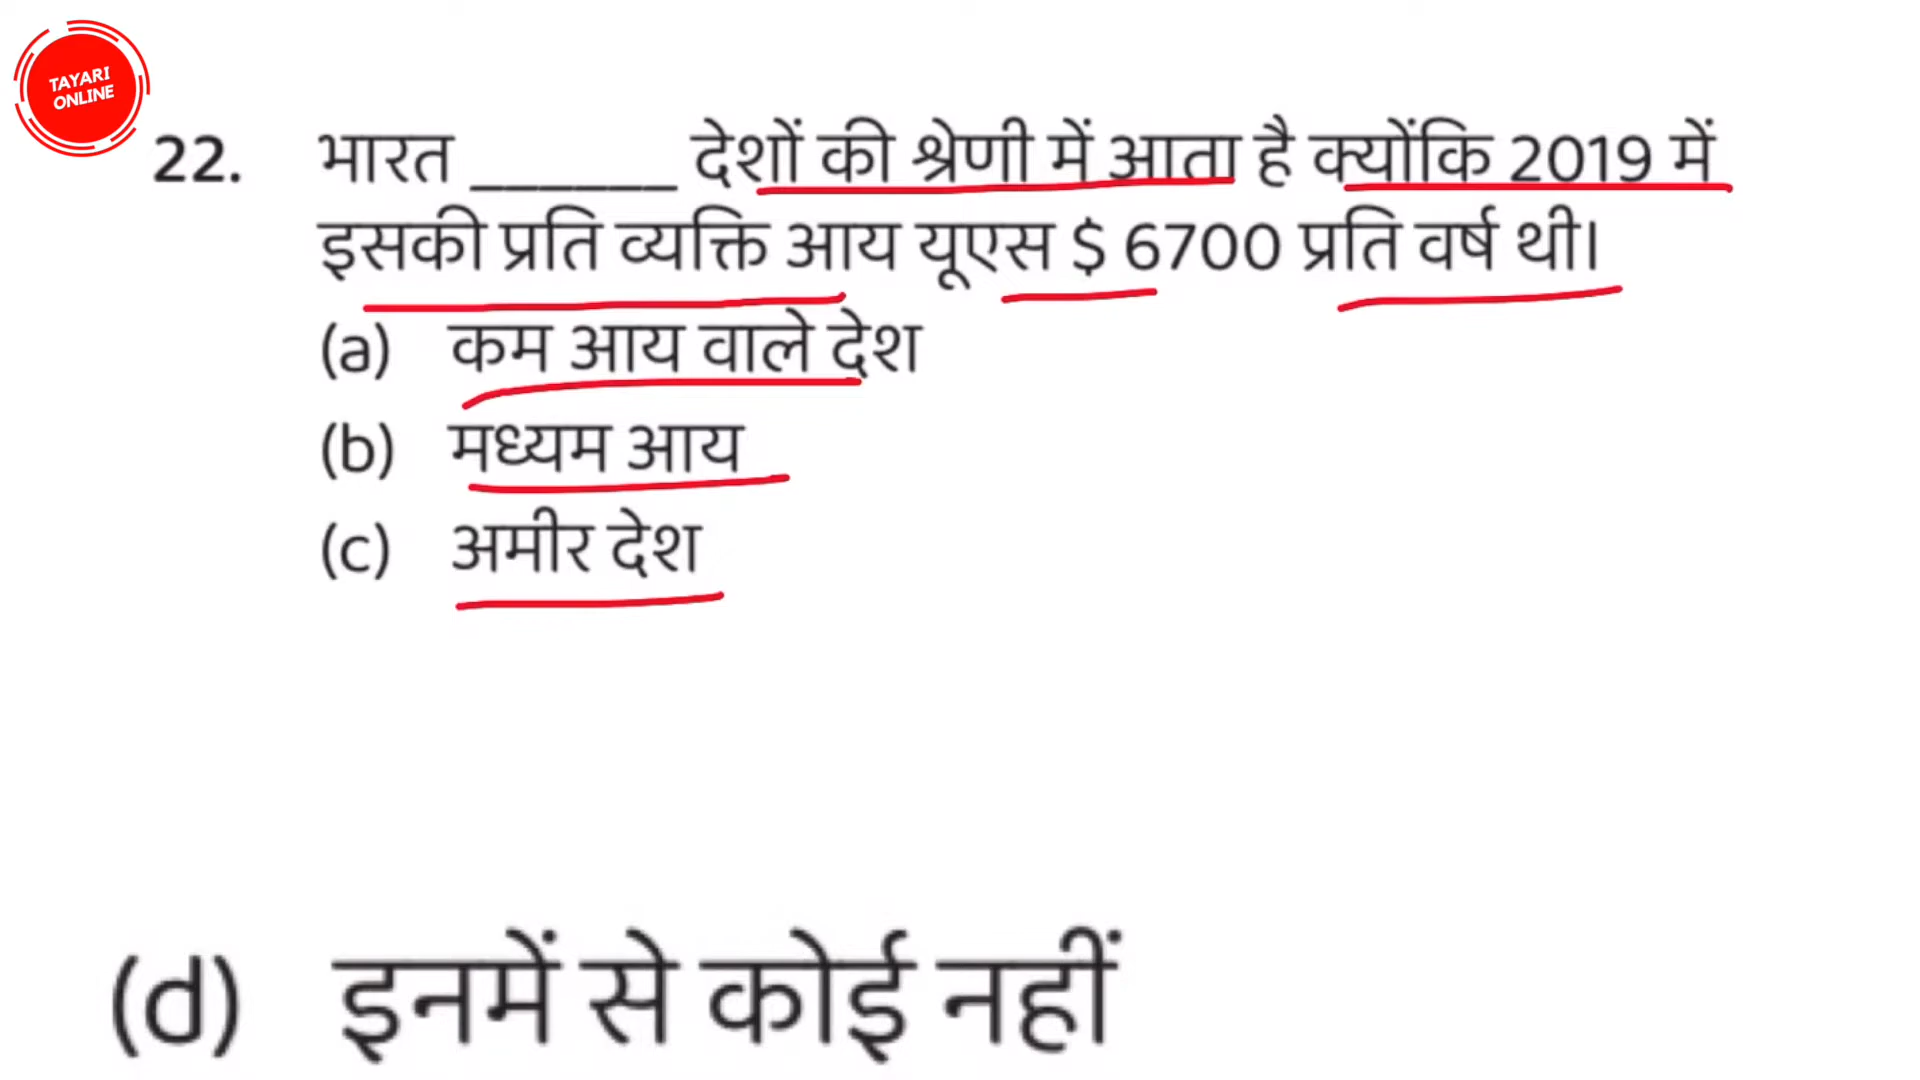 TAYARI
ONLINE
22. भारत ______ देशों की श्रेणी में आता है क्योंकि 2019 में
इसकी प्रति व्यक्ति आय यूएस $ 6700 प्रति वर्ष थी।
(a) कम आय वाले देश
(b) मध्यम आय
(c) अमीर देश
(d) इनमें से कोई नहीं